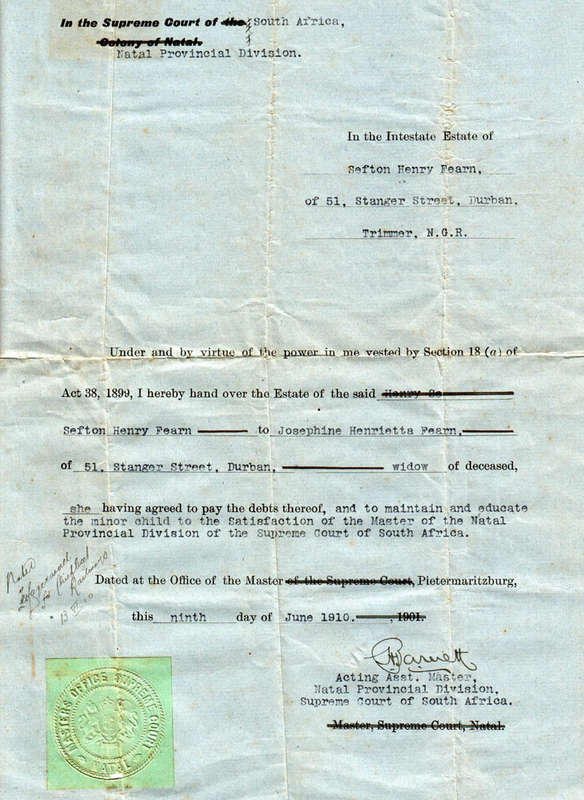 In the Supreme Court of the South Africa,
Colony of Natal.
Natal Provincial Division.
In the Intestate Estate of
Sefton Henry Fearn,
of 51, Stanger Street, Durban.
Trimmer, N.G.R.
Under and by virtue of the power in me vested by Section 18 (a) of
Act 38, 1899, I hereby hand over the Estate of the said Henry Se
Sefton Henry Fearn to Josephine Henrietta Fearn,
of 51, Stanger Street, Durban, widow of deceased,
she having agreed to pay the debts thereof, and to maintain and educate
the minor child to the Satisfaction of the Master of the Natal
Provincial Division of the Supreme Court of South Africa.
Noted
for
Railways
Dated at the Office of the Master of the Supreme Court, Pietermaritzburg,
this ninth day of June 1910. , 1901.
Barnett
Acting Asst. Master,
Natal Provincial Division,
Supreme Court of South Africa.
Master, Supreme Court, Natal.
MASTERS OFFICE SUPREME COURT
NATAL